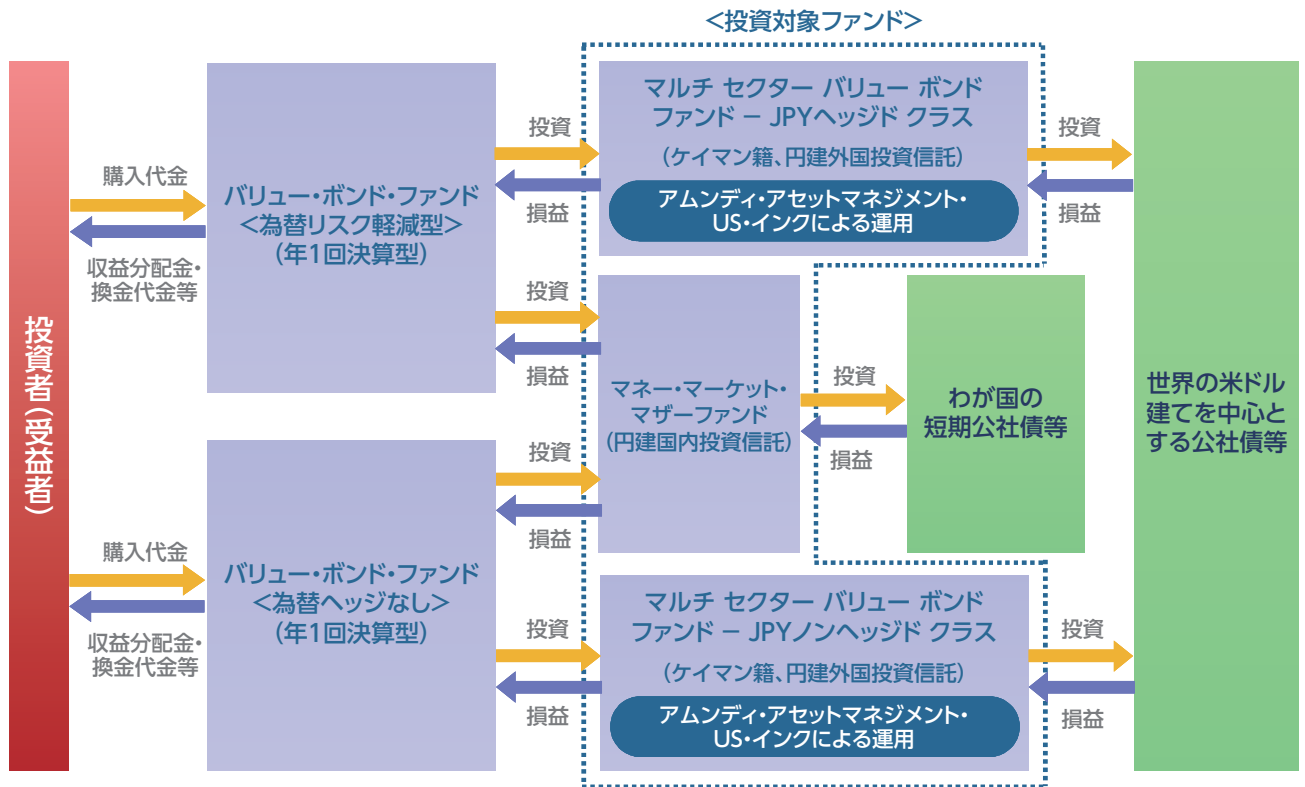 <投資対象ファンド>
投資者(受益者)
購入代金
収益分配金・
換金代金等
バリュー・ボンド・ファンド
<為替リスク軽減型>
(年1回決算型)
投資
損益
マルチ セクター バリュー ボンド
ファンド − JPYヘッジド クラス
(ケイマン籍、円建外国投資信託)
アムンディ・アセットマネジメント・
US・インクによる運用
投資
損益
投資
損益
マネー・マーケット・
マザーファンド
(円建国内投資信託)
投資
損益
わが国の
短期公社債等
世界の米ドル
建てを中心と
する公社債等
投資
損益
購入代金
収益分配金・
換金代金等
バリュー・ボンド・ファンド
<為替ヘッジなし>
(年1回決算型)
投資
損益
マルチ セクター バリュー ボンド
ファンド − JPYノンヘッジド クラス
(ケイマン籍、円建外国投資信託)
アムンディ・アセットマネジメント・
US・インクによる運用
投資
損益